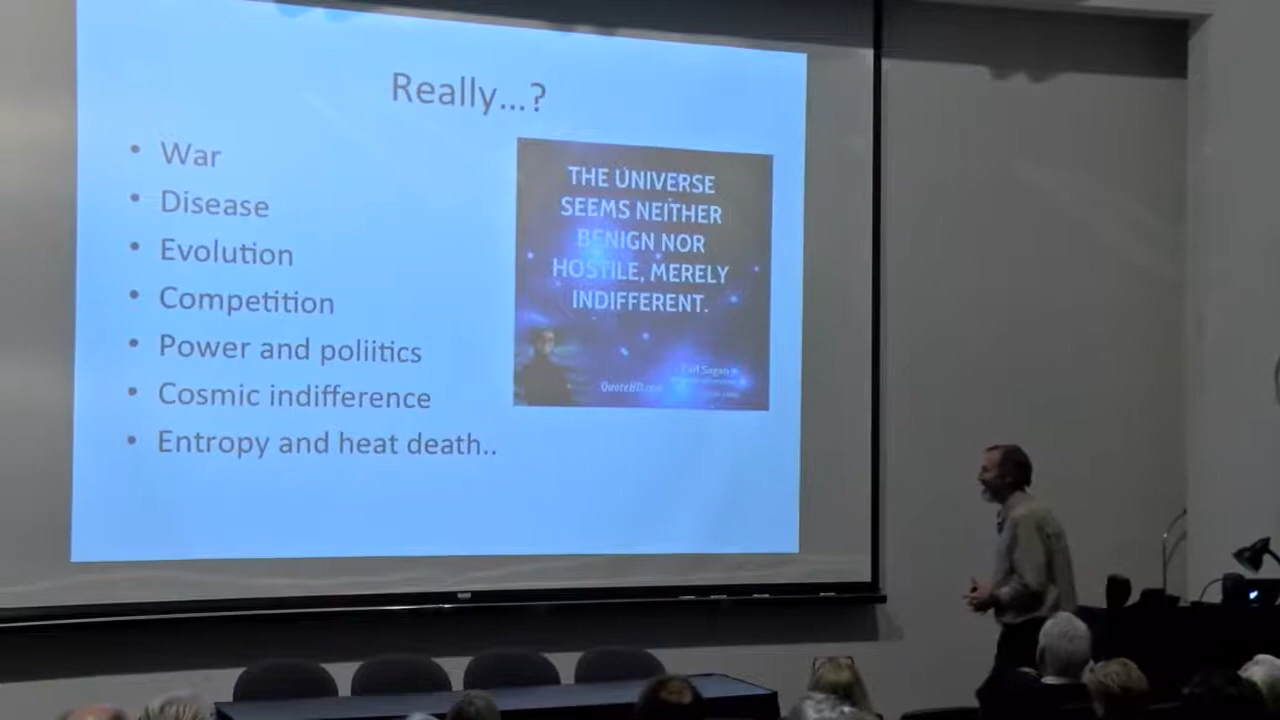 Really...?
• War
• Disease
• Evolution
• Competition
• Power and poliitics
• Cosmic indifference
• Entropy and heat death..
THE UNIVERSE
SEEMS NEITHER
BENIGN NOR
HOSTILE, MERELY
INDIFFERENT.
Carl Sagan
QuoteHD.com